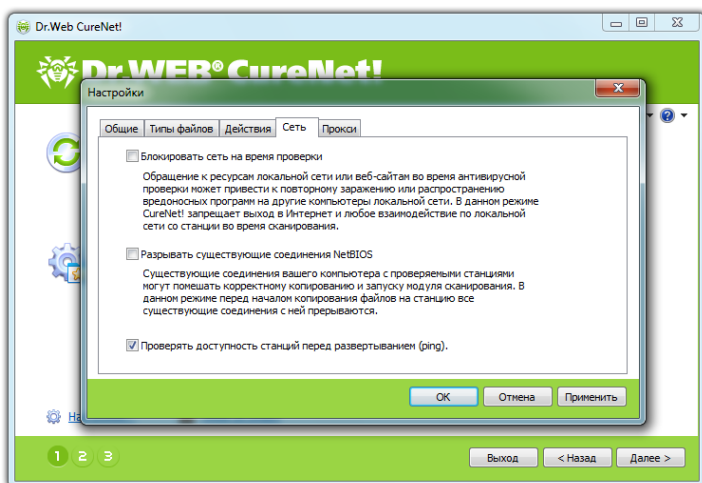 Dr.Web CureNet!
Dr.WEB® CureNet!
Настройки
Общие Типы файлов Действия Сеть Прокси
Блокировать сеть на время проверки
Обращение к ресурсам локальной сети или веб-сайтам во время антивирусной
проверки может привести к повторному заражению или распространению
вредоносных программ на другие компьютеры локальной сети. В данном режиме
CureNet! запрещает выход в Интернет и любое взаимодействие по локальной
сети со станции во время сканирования.
Разрывать существующие соединения NetBIOS
Существующие соединения вашего компьютера с проверяемыми станциями
могут помешать корректному копированию и запуску модуля сканирования. В
данном режиме перед началом копирования файлов на станцию все
существующие соединения с ней прерываются.
Проверять доступность станций перед развертыванием (ping).
ОК Отмена Применить
1 2 3
Выход < Назад Далее >